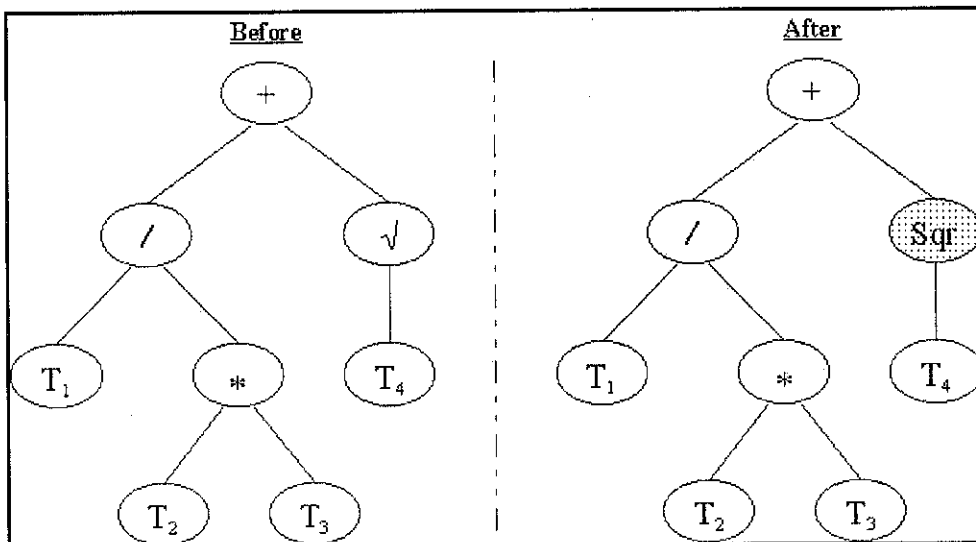 Before After
+ +
/ √ / Sqr
T₁ * T₄ T₁ * T₄
T₂ T₃ T₂ T₃